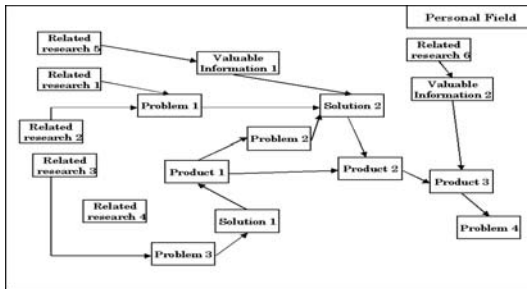 Personal Field
Related
research 5
Related
research 6
Valuable
Information 1
Related
research 1
Valuable
Information 2
Problem 1
Solution 2
Related
research 2
Problem 2
Related
research 3
Product 1
Product 2
Product 3
Related
research 4
Solution 1
Problem 4
Problem 3